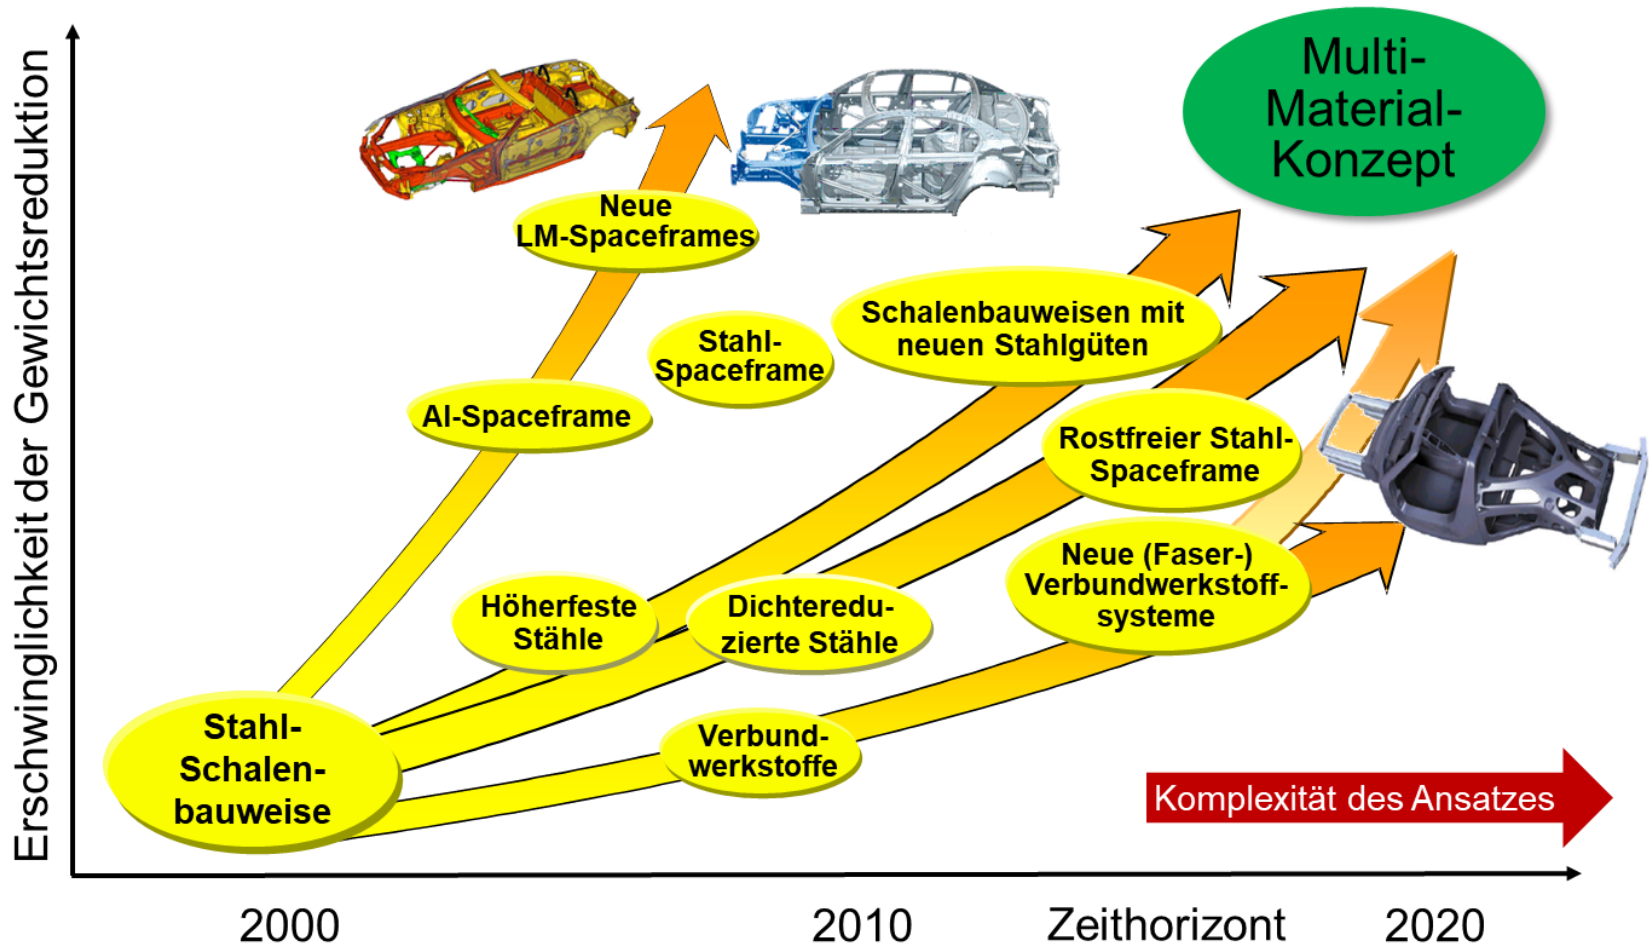 Erschwinglichkeit der Gewichtsreduktion
Multi-
Material-
Konzept
Neue
LM-Spaceframes
Schalenbauweisen mit
neuen Stahlgüten
Stahl-
Spaceframe
Al-Spaceframe
Rostfreier Stahl-
Spaceframe
Neue (Faser-)
Verbundwerkstoff-
systeme
Höherfeste
Stähle
Dichteredu-
zierte Stähle
Stahl-
Schalen-
bauweise
Verbund-
werkstoffe
Komplexität des Ansatzes
2000
2010
Zeithorizont
2020